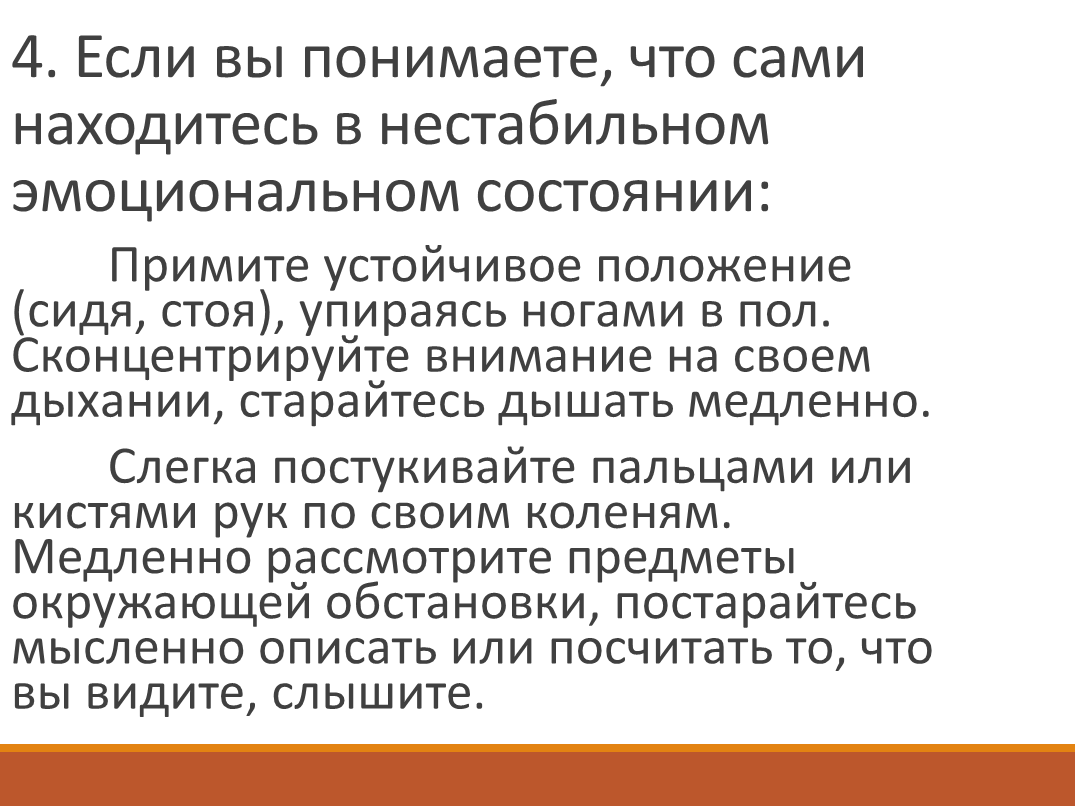 4. Если вы понимаете, что сами
находитесь в нестабильном
эмоциональном состоянии:
Примите устойчивое положение
(сидя, стоя), упираясь ногами в пол.
Сконцентрируйте внимание на своем
дыхании, старайтесь дышать медленно.
Слегка постукивайте пальцами или
кистями рук по своим коленям.
Медленно рассмотрите предметы
окружающей обстановки, постарайтесь
мысленно описать или посчитать то, что
вы видите, слышите.